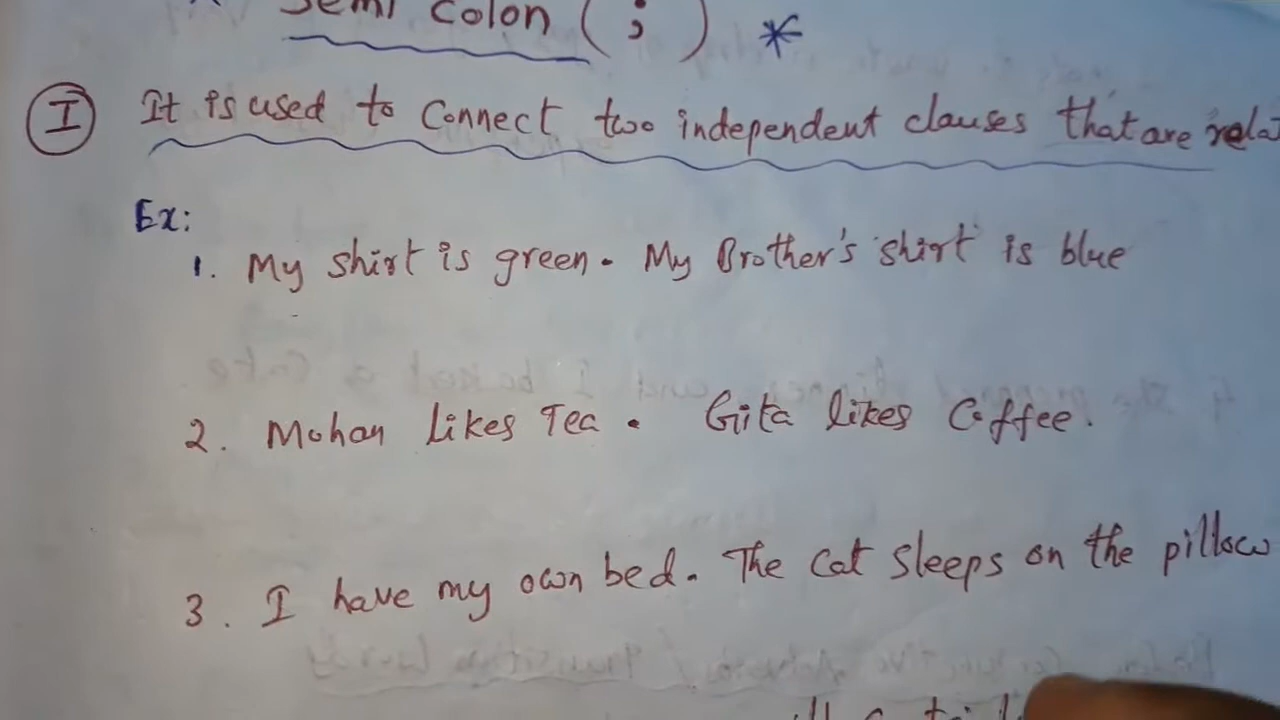 Semi Colon ( ; ) *
I It is used to Connect two independent clauses that are relat
Ex:
1. My shirt is green. My Brother's shirt is blue
2. Mohan likes Tea. Gita likes Coffee.
3. I have my own bed. The cat sleeps on the pillow